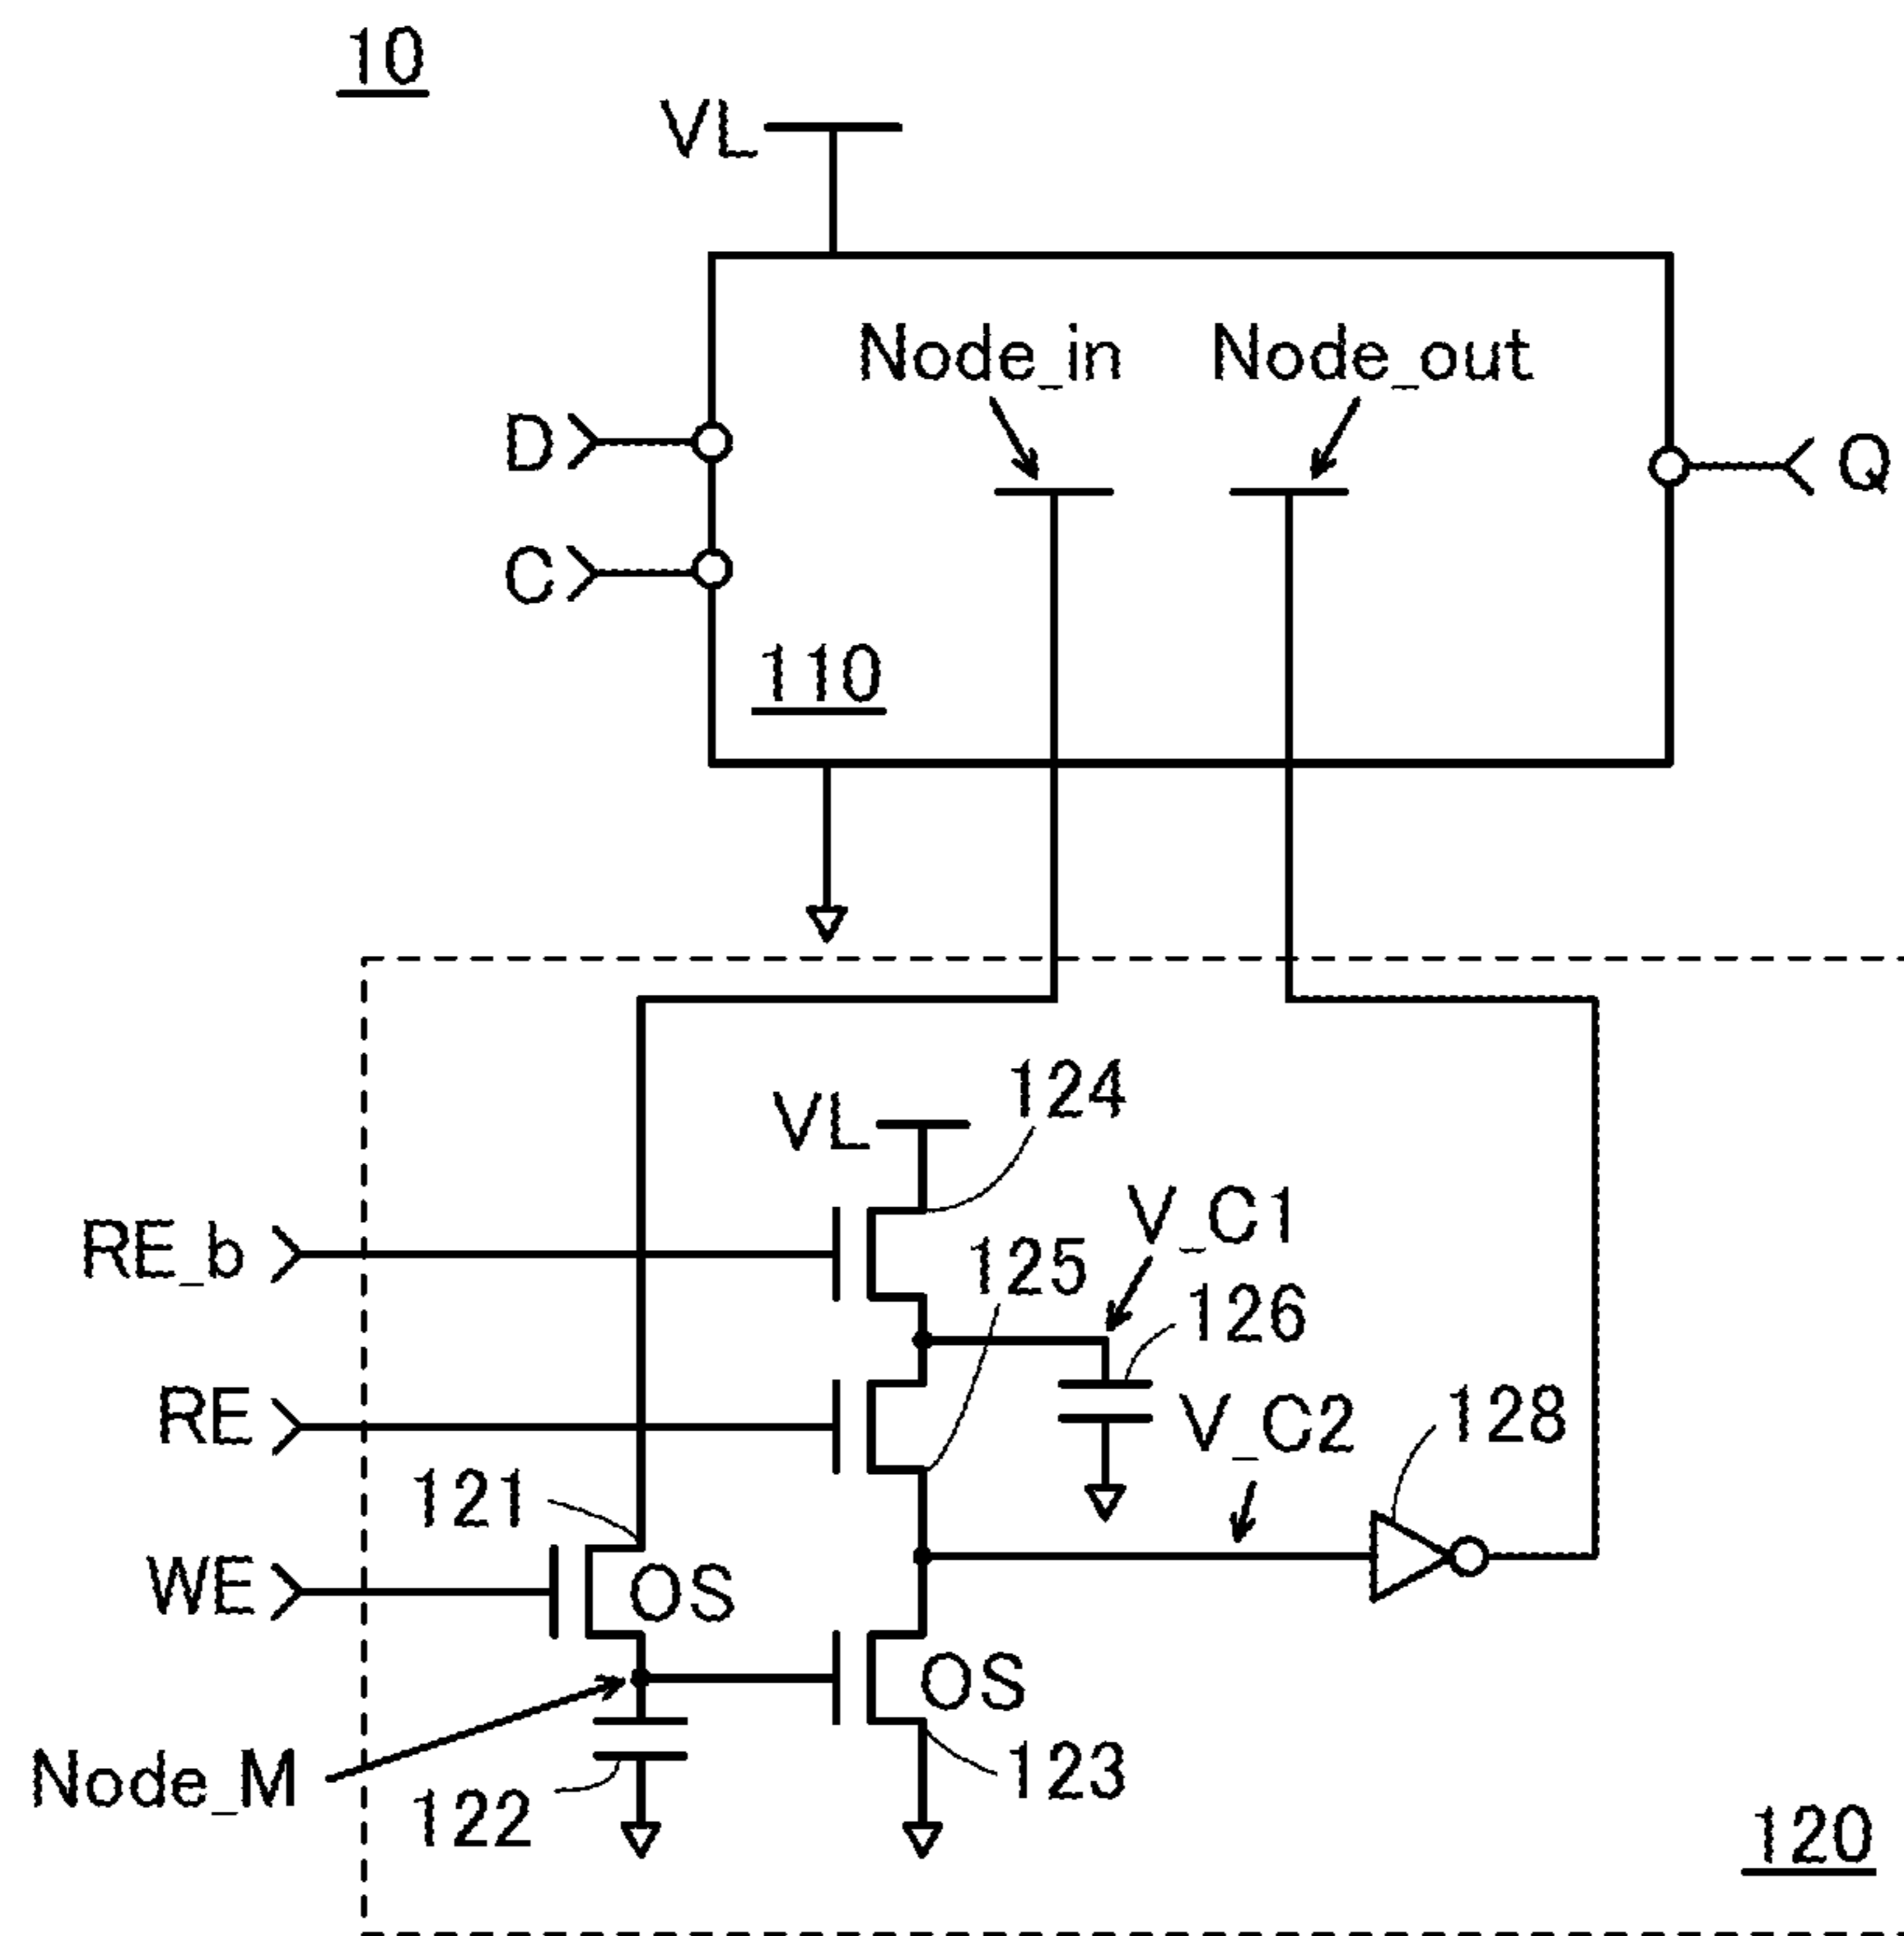 10
VL
Node_in
Node_out
D
Q
C
110
124
VL
V_C1
RE_b
125
126
RE
V_C2
128
121
WE
OS
OS
Node_M
123
122
120